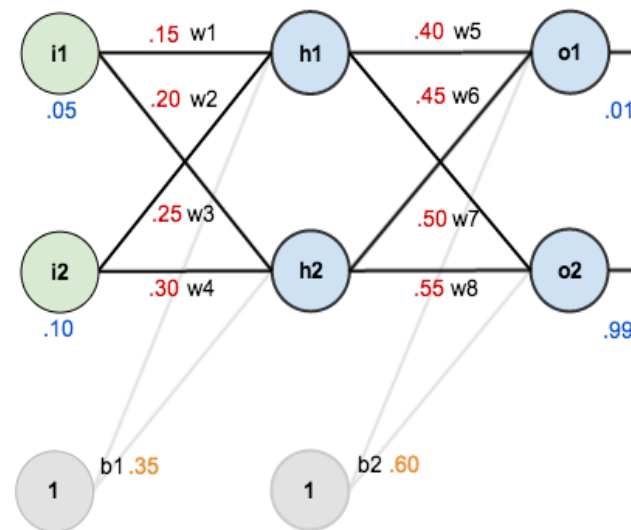 i1 .15 w1 h1 .40 w5 o1
.05 .20 w2 .45 w6 .01
.25 w3 .50 w7
i2 .30 w4 h2 .55 w8 o2
.10 .99
1 b1 .35 1 b2 .60